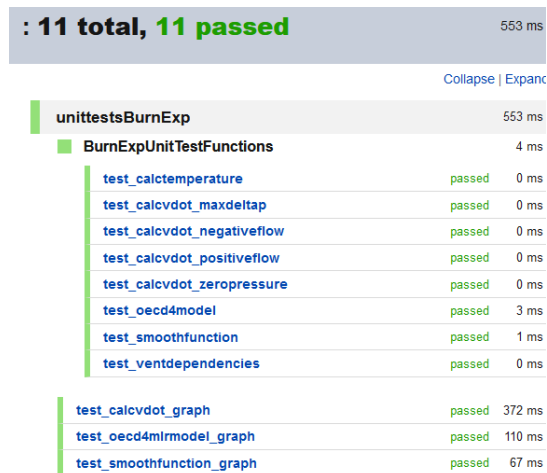 : 11 total, 11 passed 553 ms
Collapse | Expand
unittestsBurnExp 553 ms
BurnExpUnitTestFunctions 4 ms
test_calctemperature passed 0 ms
test_calcvdot_maxdeltap passed 0 ms
test_calcvdot_negativeflow passed 0 ms
test_calcvdot_positiveflow passed 0 ms
test_calcvdot_zeropressure passed 0 ms
test_oecd4model passed 3 ms
test_smoothfunction passed 1 ms
test_ventdependencies passed 0 ms
test_calcvdot_graph passed 372 ms
test_oecd4mlrmodel_graph passed 110 ms
test_smoothfunction_graph passed 67 ms